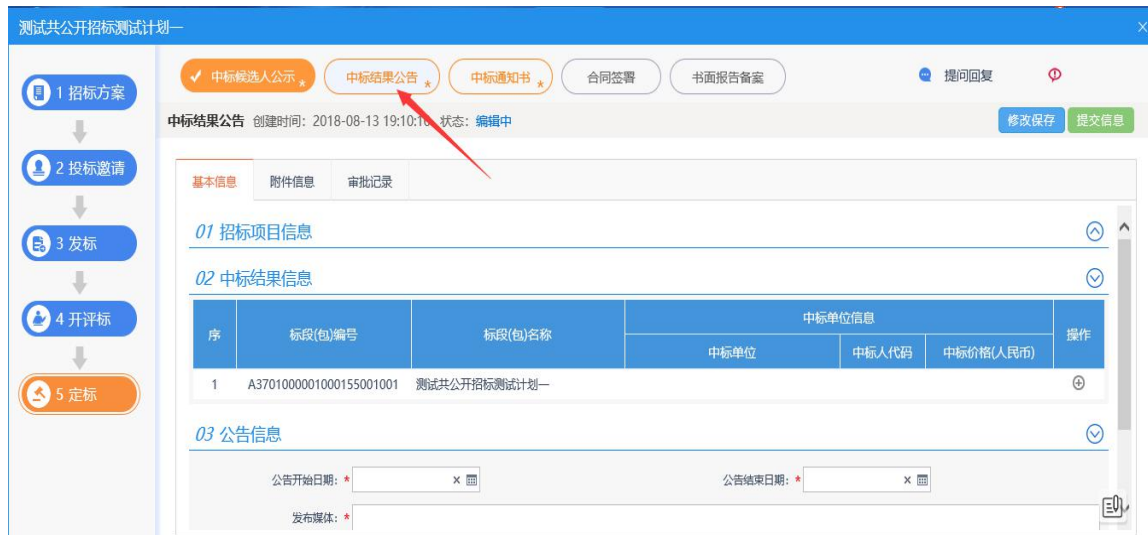 测试共公开招标测试计划一
中标候选人公示 * 中标结果公告 * 中标通知书 * 合同签署 书面报告备案 提问回复
1 招标方案
中标结果公告 创建时间：2018-08-13 19:10:16 状态：编辑中 修改保存 提交信息
2 投标邀请
基本信息 附件信息 审批记录
01 招标项目信息
3 发标
02 中标结果信息
序 标段(包)编号 标段(包)名称 中标单位信息 操作
中标单位 中标人代码 中标价格(人民币)
4 开评标
1 A3701000001000155001001 测试共公开招标测试计划一
5 定标
03 公告信息
公告开始日期：* 公告结束日期：*
发布媒体：*